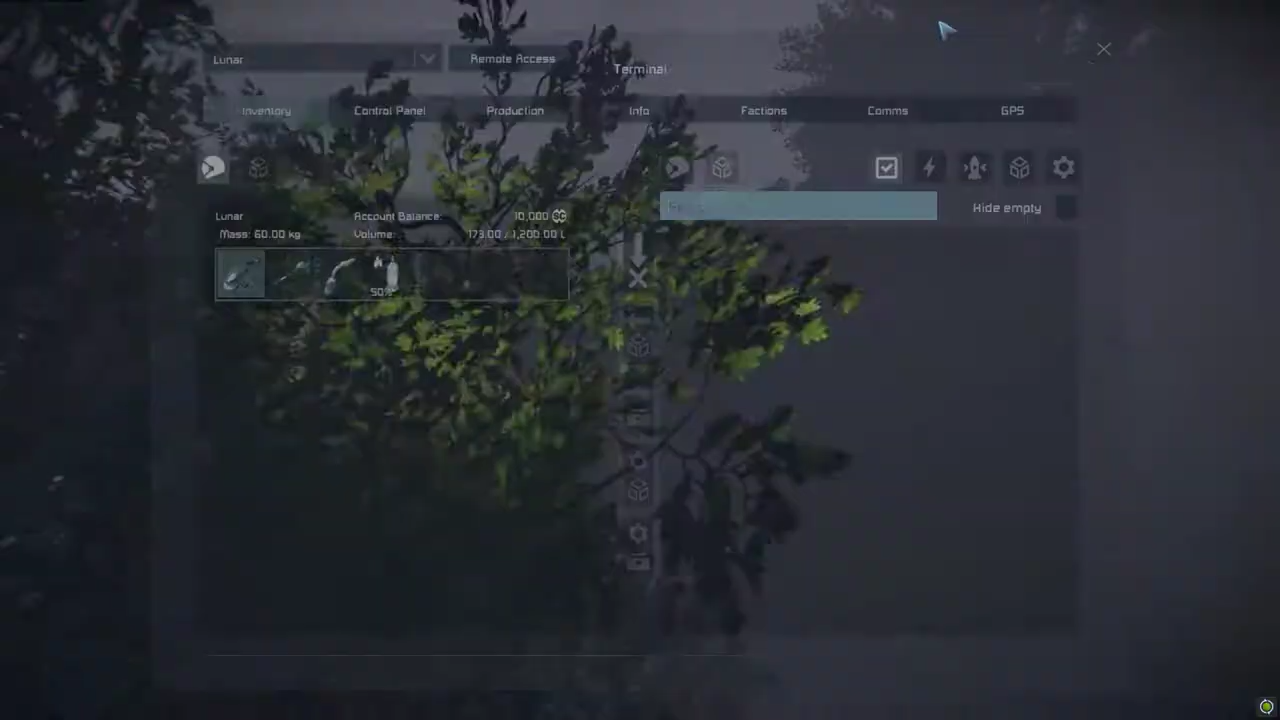 Lunar
Remote Access
Terminal
Inventory
Control Panel
Production
Info
Factions
Comms
GPS
Hide empty
Lunar
Account Balance: 10,000
Mass: 60.00 kg
Volume: 173.00 / 1,200.00 L
50%